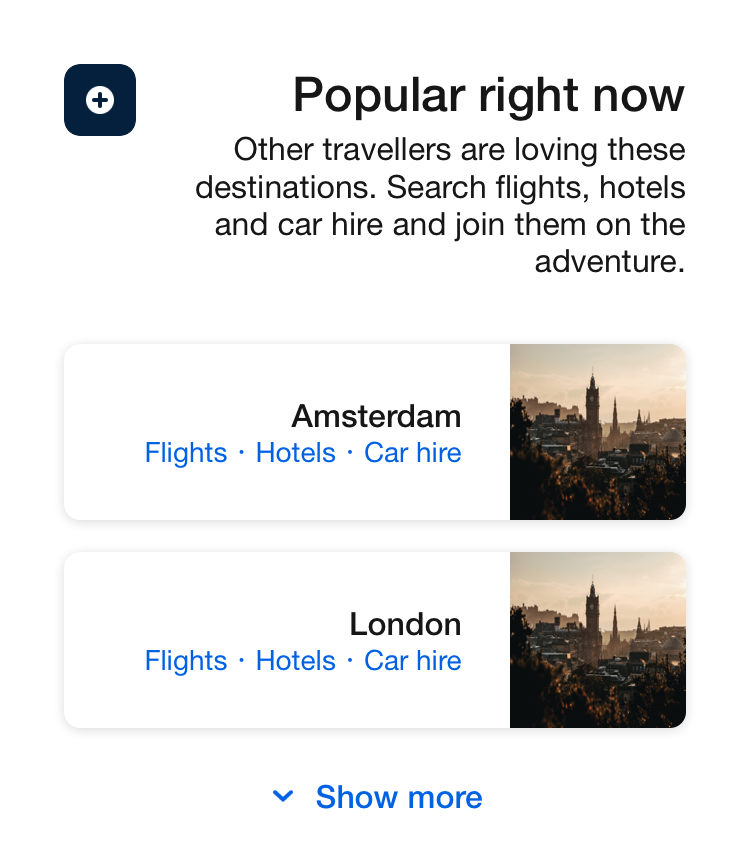 Popular right now
Other travellers are loving these
destinations. Search flights, hotels
and car hire and join them on the
adventure.
Amsterdam
Flights · Hotels · Car hire
London
Flights · Hotels · Car hire
Show more